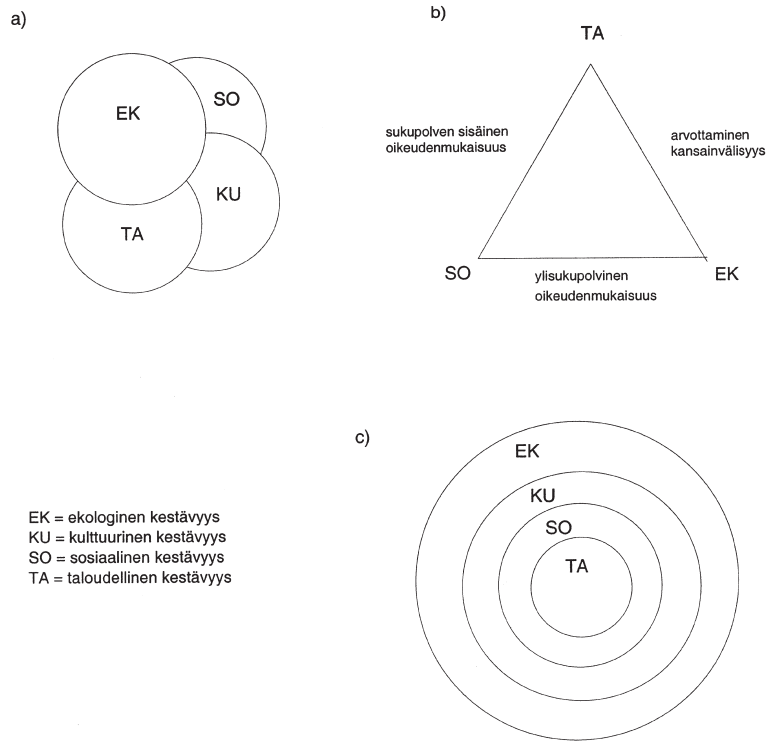 a)
EK
SO
KU
TA
b)
TA
sukupolven sisäinen
oikeudenmukaisuus
arvottaminen
kansainvälisyys
SO
EK
ylisukupolvinen
oikeudenmukaisuus
c)
EK
KU
SO
TA
EK = ekologinen kestävyys
KU = kulttuurinen kestävyys
SO = sosiaalinen kestävyys
TA = taloudellinen kestävyys